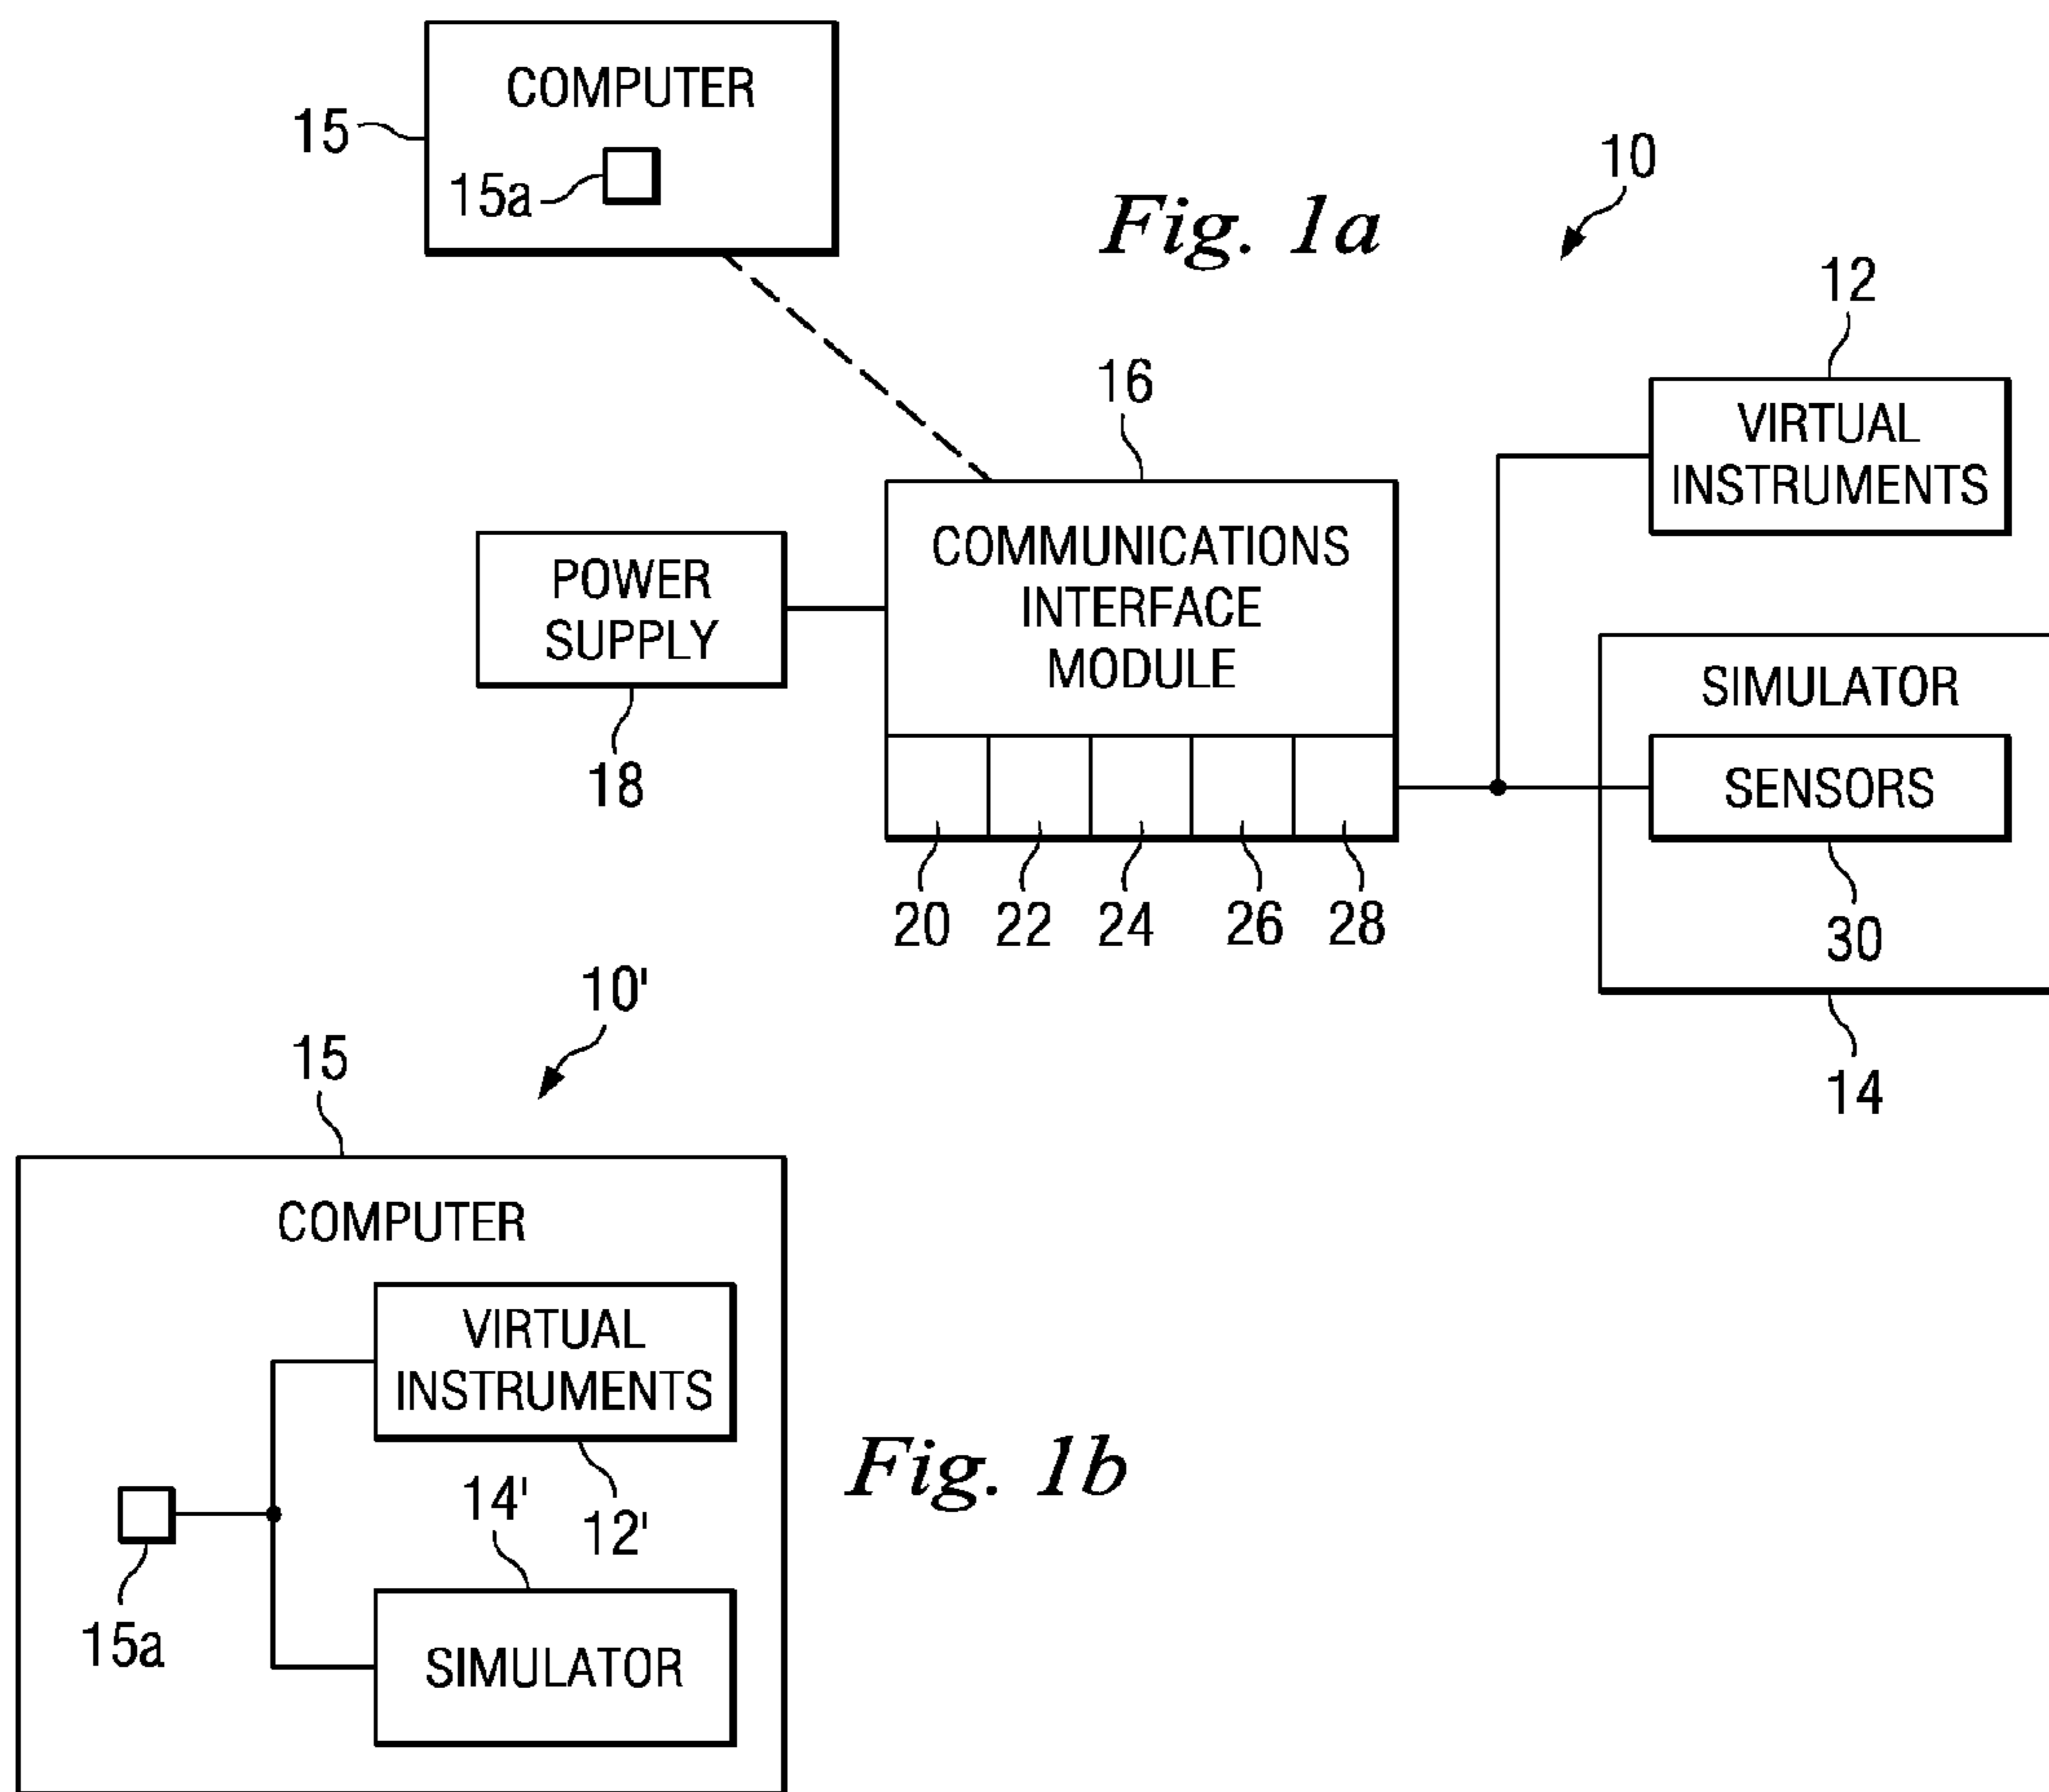 COMPUTER
15
15a
Fig. 1a
10
12
VIRTUAL
INSTRUMENTS
16
COMMUNICATIONS
INTERFACE
MODULE
POWER
SUPPLY
18
SIMULATOR
SENSORS
20 22 24 26 28
30
14
10'
15
COMPUTER
VIRTUAL
INSTRUMENTS
Fig. 1b
14'
12'
15a
SIMULATOR